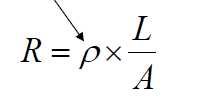 R = ρ × L/A